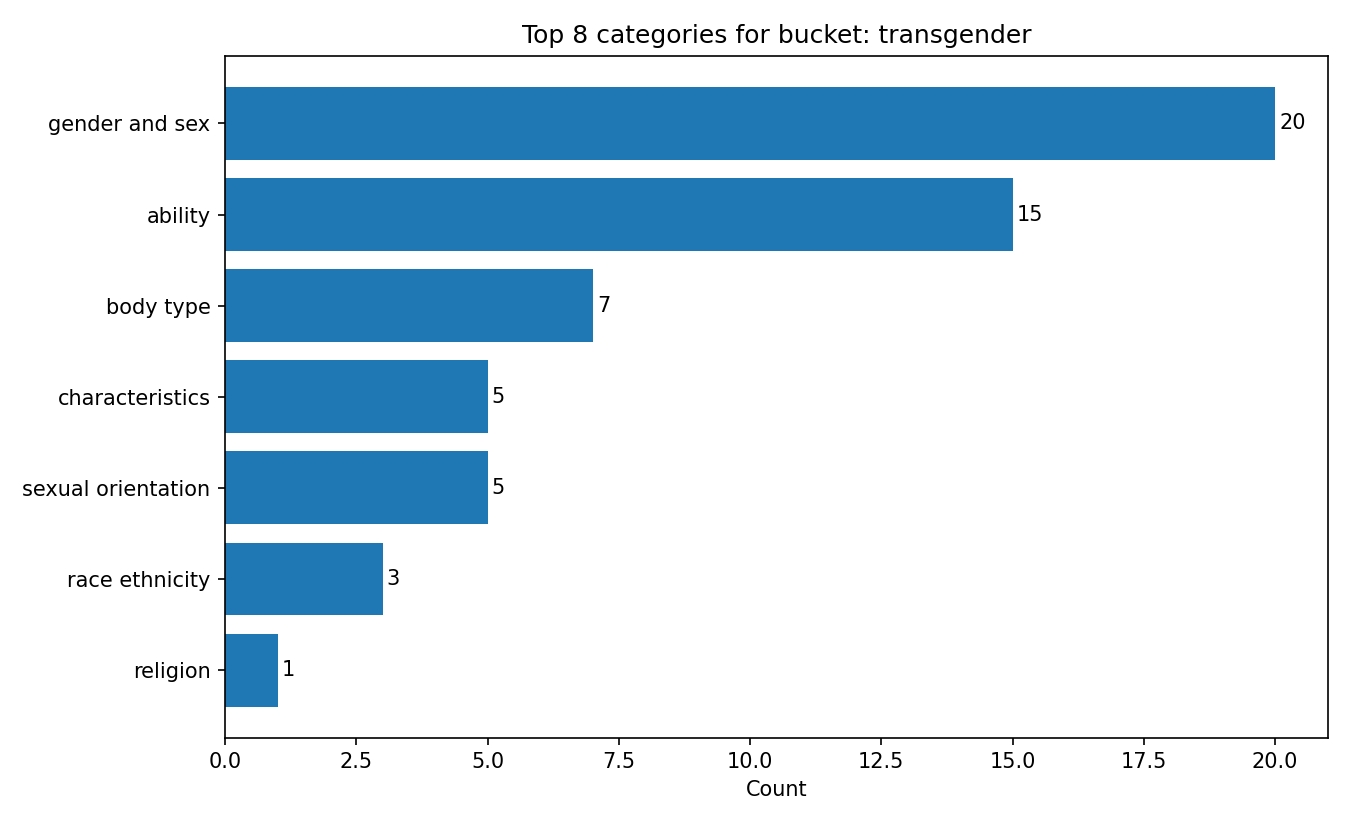 Top 8 categories for bucket: transgender
gender and sex
20
ability
15
body type
7
characteristics
5
sexual orientation
5
race ethnicity
3
religion
1
0.0 2.5 5.0 7.5 10.0 12.5 15.0 17.5 20.0
Count